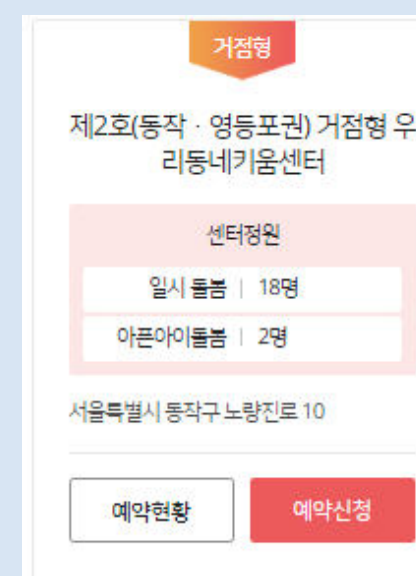 거점형
제2호(동작 · 영등포권) 거점형 우
리동네키움센터
센터정원
일시 돌봄 | 18명
아픈아이돌봄 | 2명
서울특별시 동작구 노량진로 10
예약현황 예약신청